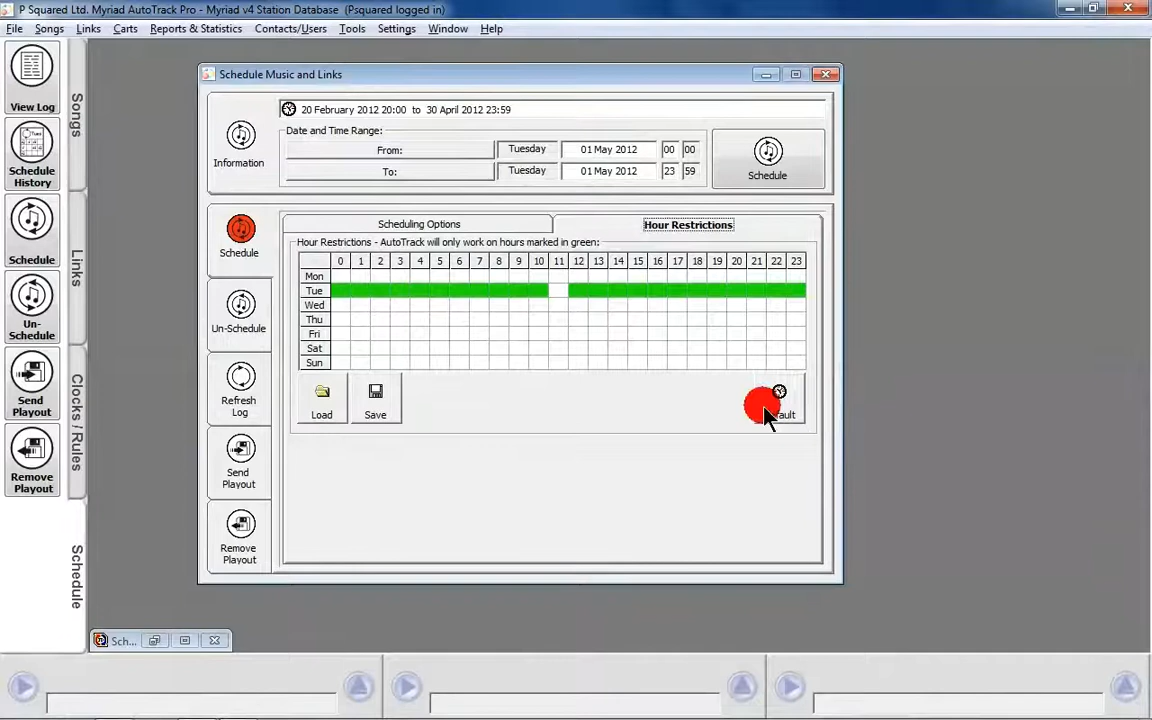 P Squared Ltd. Myriad AutoTrack Pro - Myriad v4 Station Database (Psquared logged in)
File Songs Links Carts Reports & Statistics Contacts/Users Tools Settings Window Help
View Log
Schedule History
Schedule
Un-Schedule
Send Playout
Remove Playout
Songs
Links
Clocks / Rules
Schedule
Schedule Music and Links
Information
20 February 2012 20:00 to 30 April 2012 23:59
Date and Time Range:
From: Tuesday 01 May 2012 00 00
To: Tuesday 01 May 2012 23 59
Schedule
Schedule
Un-Schedule
Refresh Log
Send Playout
Remove Playout
Scheduling Options Hour Restrictions
Hour Restrictions - AutoTrack will only work on hours marked in green:
0 1 2 3 4 5 6 7 8 9 10 11 12 13 14 15 16 17 18 19 20 21 22 23
Mon
Tue
Wed
Thu
Fri
Sat
Sun
Load Save ault
Sch...